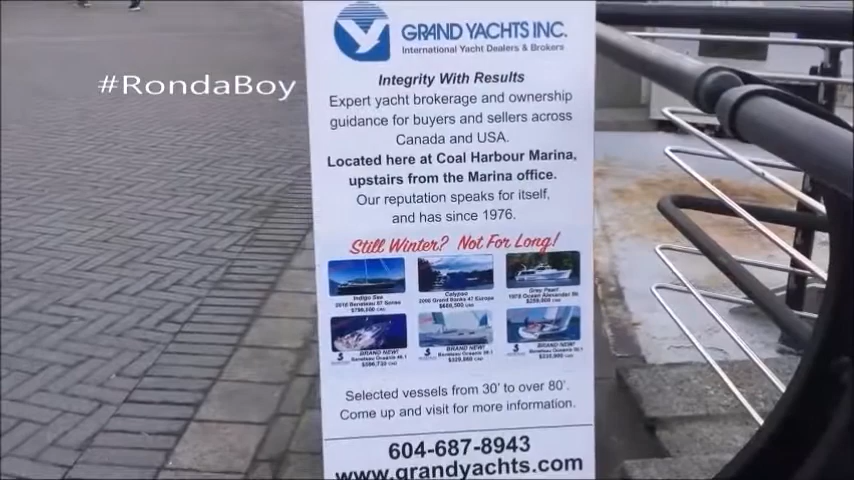 #RondaBoy
GRAND YACHTS INC.
International Yacht Dealers & Brokers
Integrity With Results
Expert yacht brokerage and ownership
guidance for buyers and sellers across
Canada and USA.
Located here at Coal Harbour Marina,
upstairs from the Marina office.
Our reputation speaks for itself,
and has since 1976.
Still Winter? Not For Long!
Indigo Sea
Calypso
Grey Pearl
BRAND NEW!
BRAND NEW!
BRAND NEW!
Selected vessels from 30' to over 80'.
Come up and visit for more information.
604-687-8943
www.grandyachts.com